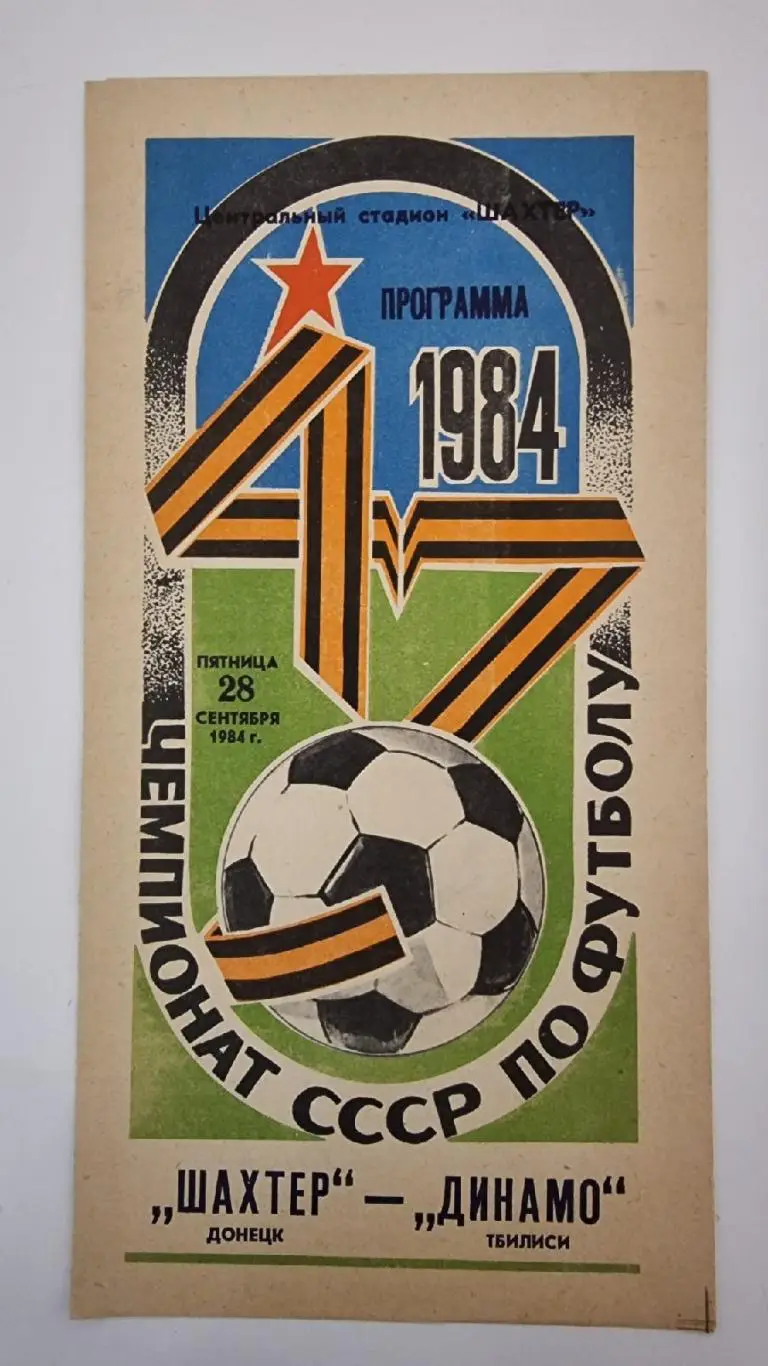 Центральный стадион «ШАХТЕР»
ПРОГРАММА
1984
ПЯТНИЦА
28
СЕНТЯБРЯ
1984 г.
ЧЕМПИОНАТ СССР ПО ФУТБОЛУ
„ШАХТЕР“ — „ДИНАМО“
ДОНЕЦК ТБИЛИСИ